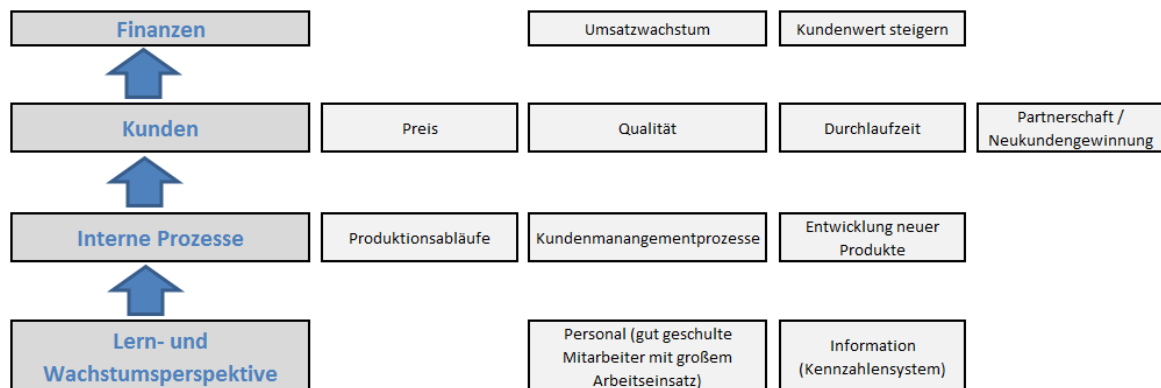 Finanzen
Umsatzwachstum
Kundenwert steigern
Kunden
Preis
Qualität
Durchlaufzeit
Partnerschaft /
Neukundengewinnung
Interne Prozesse
Produktionsabläufe
Kundenmanangementprozesse
Entwicklung neuer
Produkte
Lern- und
Wachstumsperspektive
Personal (gut geschulte
Mitarbeiter mit großem
Arbeitseinsatz)
Information
(Kennzahlensystem)